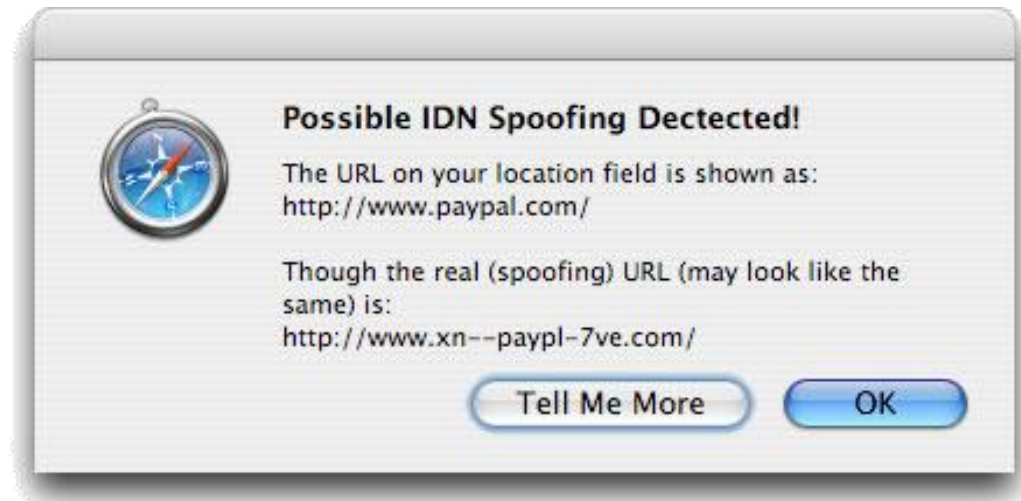 Possible IDN Spoofing Dectected!
The URL on your location field is shown as:
http://www.paypal.com/
Though the real (spoofing) URL (may look like the
same) is:
http://www.xn--paypl-7ve.com/
Tell Me More
OK